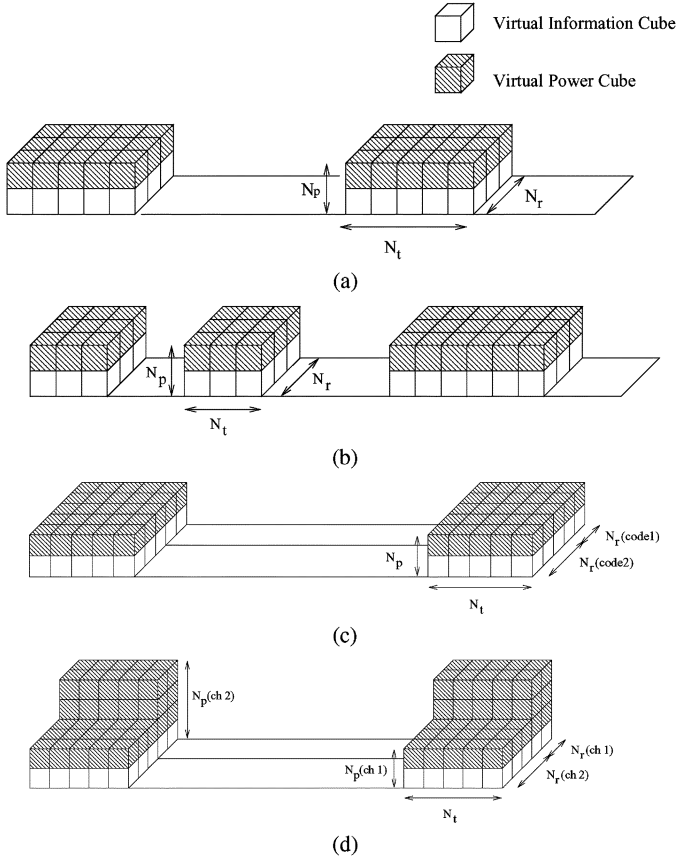 Virtual Information Cube
Virtual Power Cube
Np
Nr
Nt
(a)
Np
Nr
Nt
(b)
Nr(code1)
Np
Nr(code2)
Nt
(c)
Np(ch 2)
Nr(ch 1)
Np(ch 1)
Nr(ch 2)
Nt
(d)